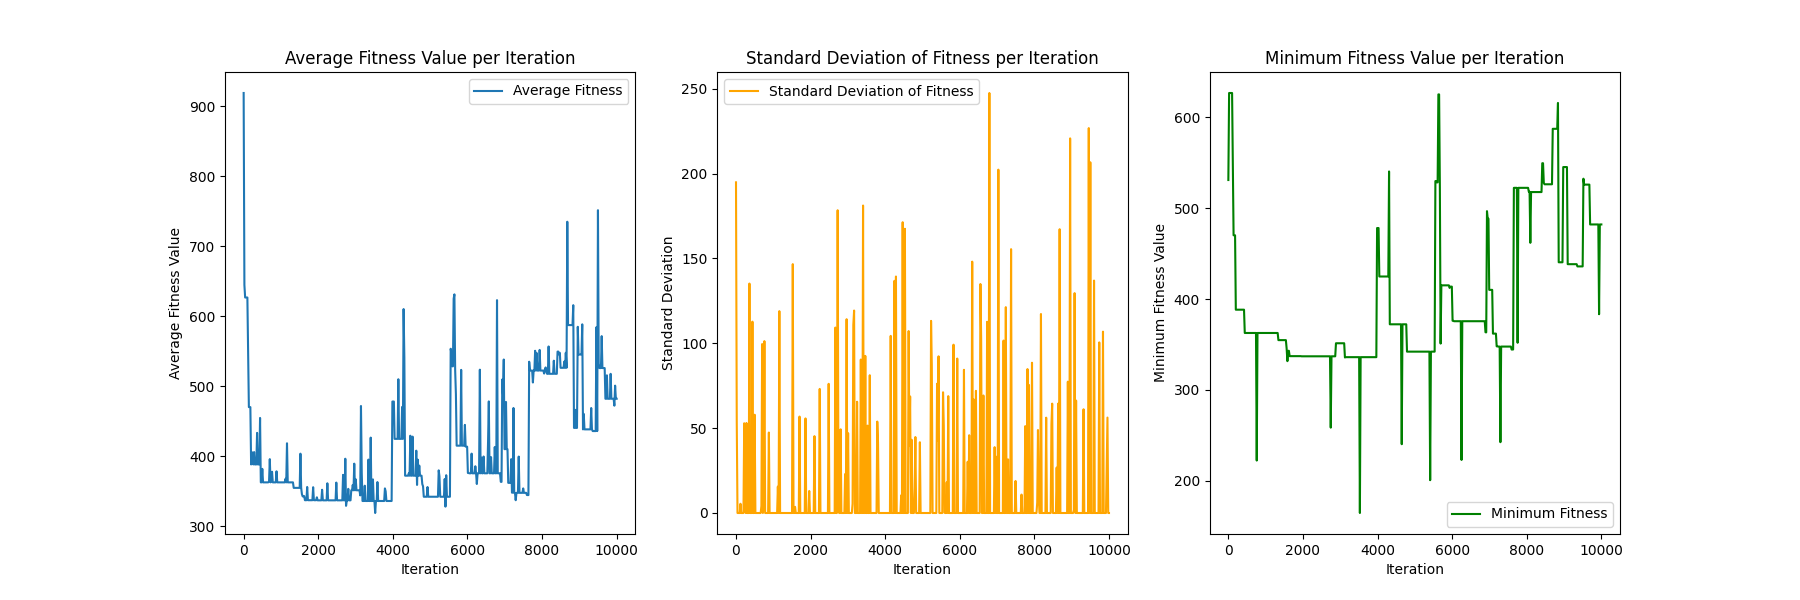 Average Fitness Value per Iteration
Average Fitness
900
800
700
600
500
400
300
Average Fitness Value
0 2000 4000 6000 8000 10000
Iteration
Standard Deviation of Fitness per Iteration
Standard Deviation of Fitness
250
200
150
100
50
0
Standard Deviation
0 2000 4000 6000 8000 10000
Iteration
Minimum Fitness Value per Iteration
600
500
400
300
200
Minimum Fitness Value
Minimum Fitness
0 2000 4000 6000 8000 10000
Iteration